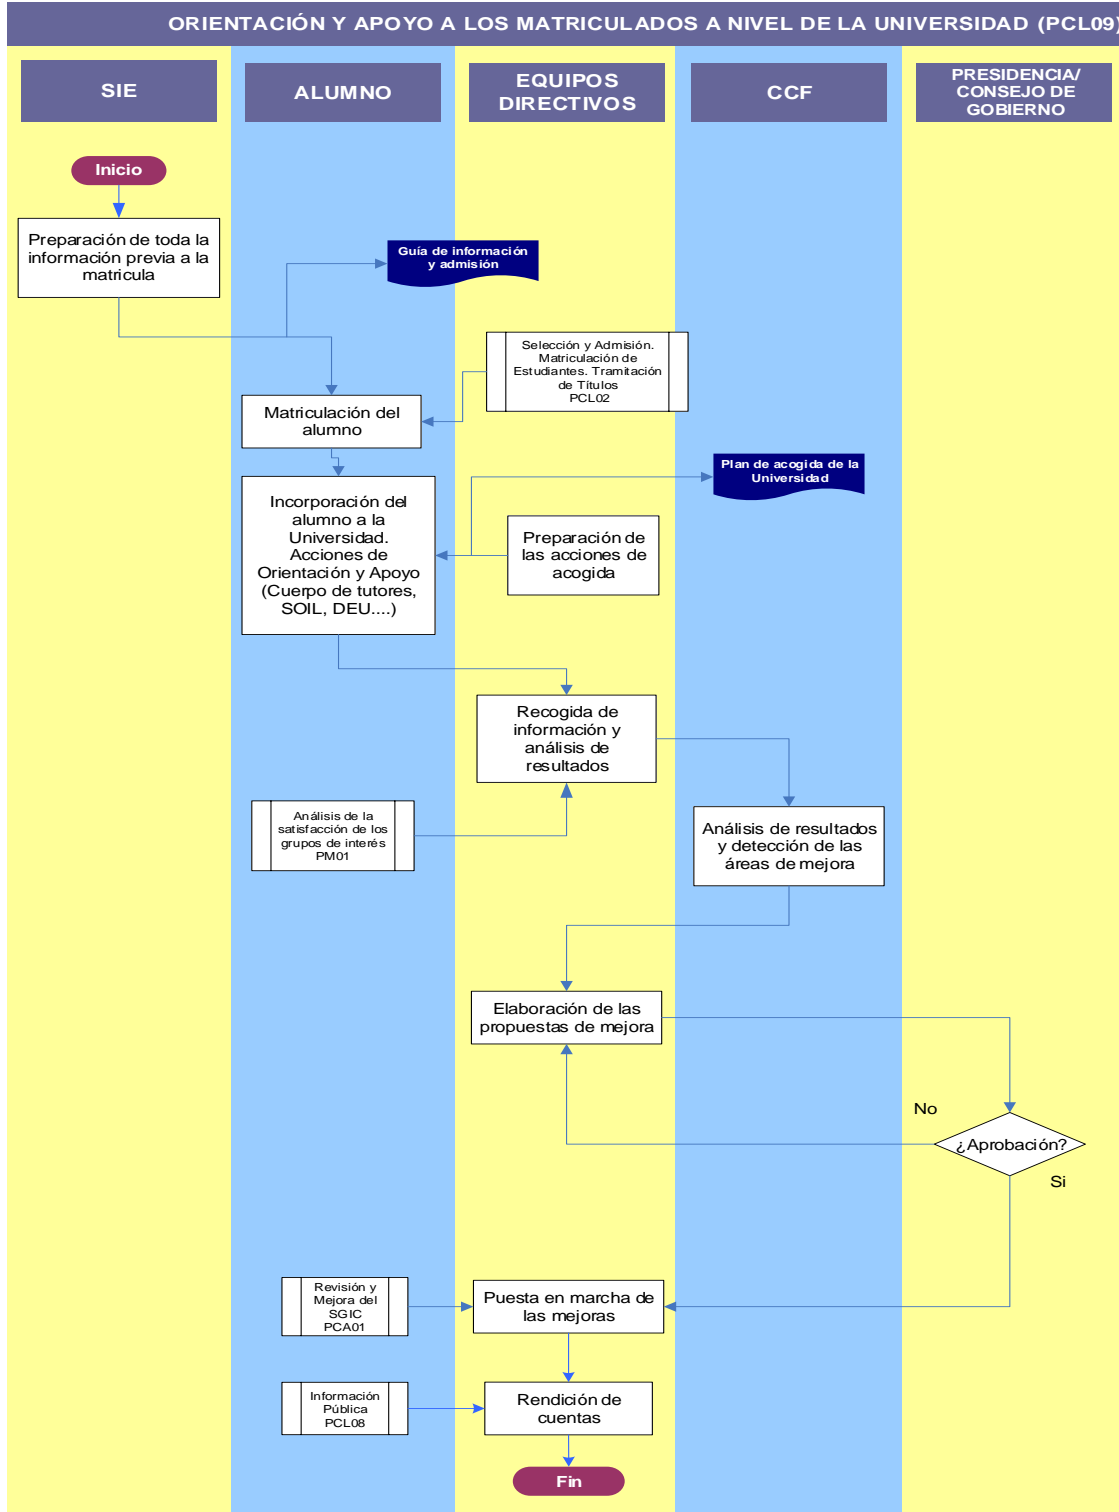 ORIENTACIÓN Y APOYO A LOS MATRICULADOS A NIVEL DE LA UNIVERSIDAD (PCL09)
SIE
ALUMNO
EQUIPOS
DIRECTIVOS
CCF
PRESIDENCIA/
CONSEJO DE
GOBIERNO
Inicio
Preparación de toda la
información previa a la
matricula
Guía de información
y admisión
Selección y Admisión.
Matriculación de
Estudiantes. Tramitación
de Títulos
PCL02
Matriculación del
alumno
Plan de acogida de la
Universidad
Incorporación del
alumno a la
Universidad.
Acciones de
Orientación y Apoyo
(Cuerpo de tutores,
SOIL, DEU....)
Preparación de
las acciones de
acogida
Recogida de
información y
análisis de
resultados
Análisis de la
satisfacción de los
grupos de interés
PM01
Análisis de resultados
y detección de las
áreas de mejora
Elaboración de las
propuestas de mejora
No
¿Aprobación?
Si
Revisión y
Mejora del
SGIC
PCA01
Puesta en marcha de
las mejoras
Información
Pública
PCL08
Rendición de
cuentas
Fin